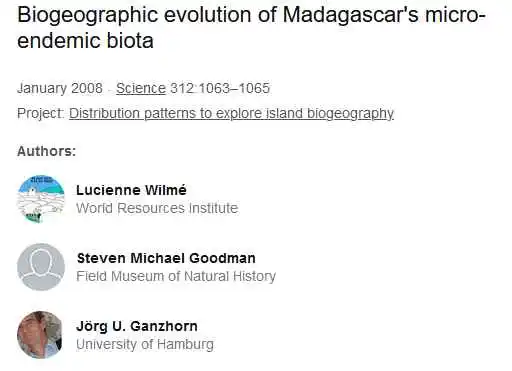 Biogeographic evolution of Madagascar's micro-
endemic biota
January 2008 · Science 312:1063–1065
Project: Distribution patterns to explore island biogeography
Authors:
Lucienne Wilmé
World Resources Institute
Steven Michael Goodman
Field Museum of Natural History
Jörg U. Ganzhorn
University of Hamburg